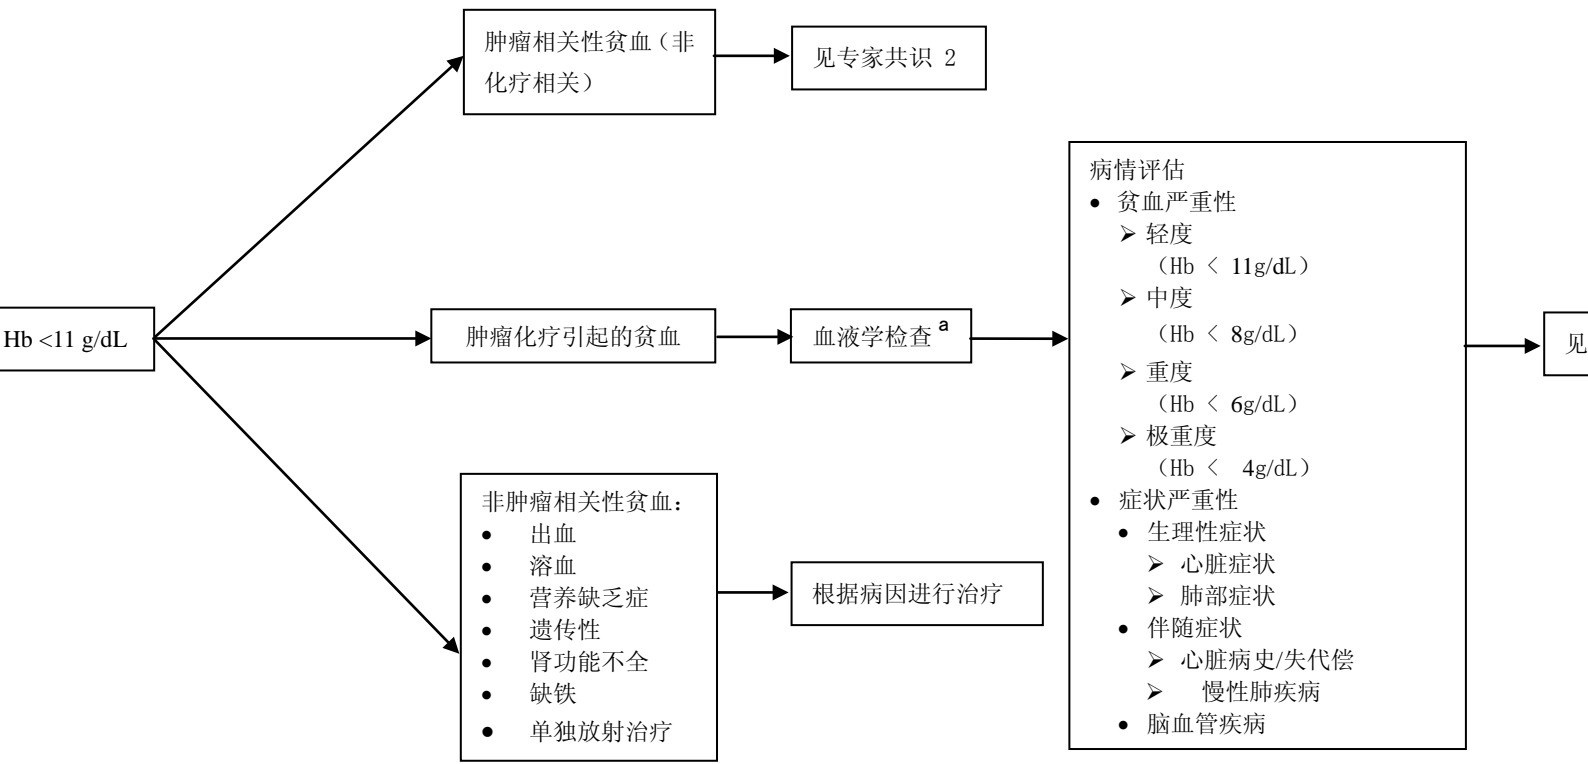 肿瘤相关性贫血（非
化疗相关）
见专家共识 2
Hb <11 g/dL
肿瘤化疗引起的贫血
血液学检查 a
非肿瘤相关性贫血：
• 出血
• 溶血
• 营养缺乏症
• 遗传性
• 肾功能不全
• 缺铁
• 单独放射治疗
根据病因进行治疗
病情评估
• 贫血严重性
➢ 轻度
（Hb < 11g/dL）
➢ 中度
（Hb < 8g/dL）
➢ 重度
（Hb < 6g/dL）
➢ 极重度
（Hb < 4g/dL）
• 症状严重性
• 生理性症状
➢ 心脏症状
➢ 肺部症状
• 伴随症状
➢ 心脏病史/失代偿
➢ 慢性肺疾病
• 脑血管疾病
见